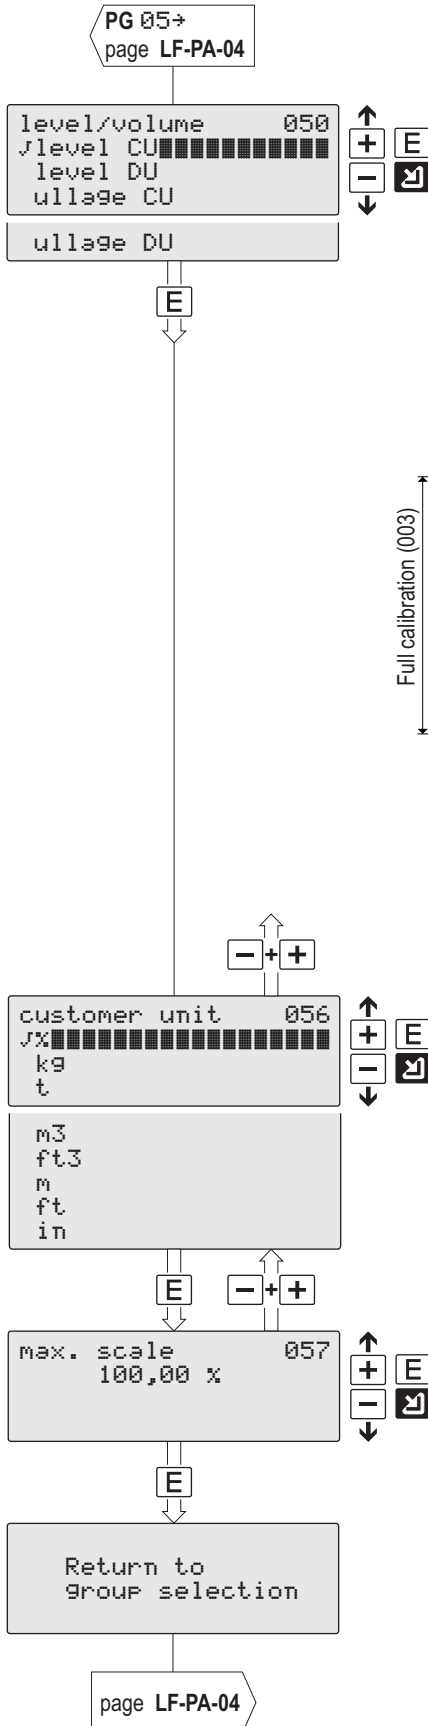 PG 05→
page LF-PA-04
level/volume 050
level CU
level DU
ullage CU
ullage DU
E
+ E
−
Full calibration (003)
− + +
customer unit 056
%
kg
t
+ E
−
m3
ft3
m
ft
in
E
− + +
max. scale 057
100,00 %
+ E
−
E
Return to
group selection
page LF-PA-04